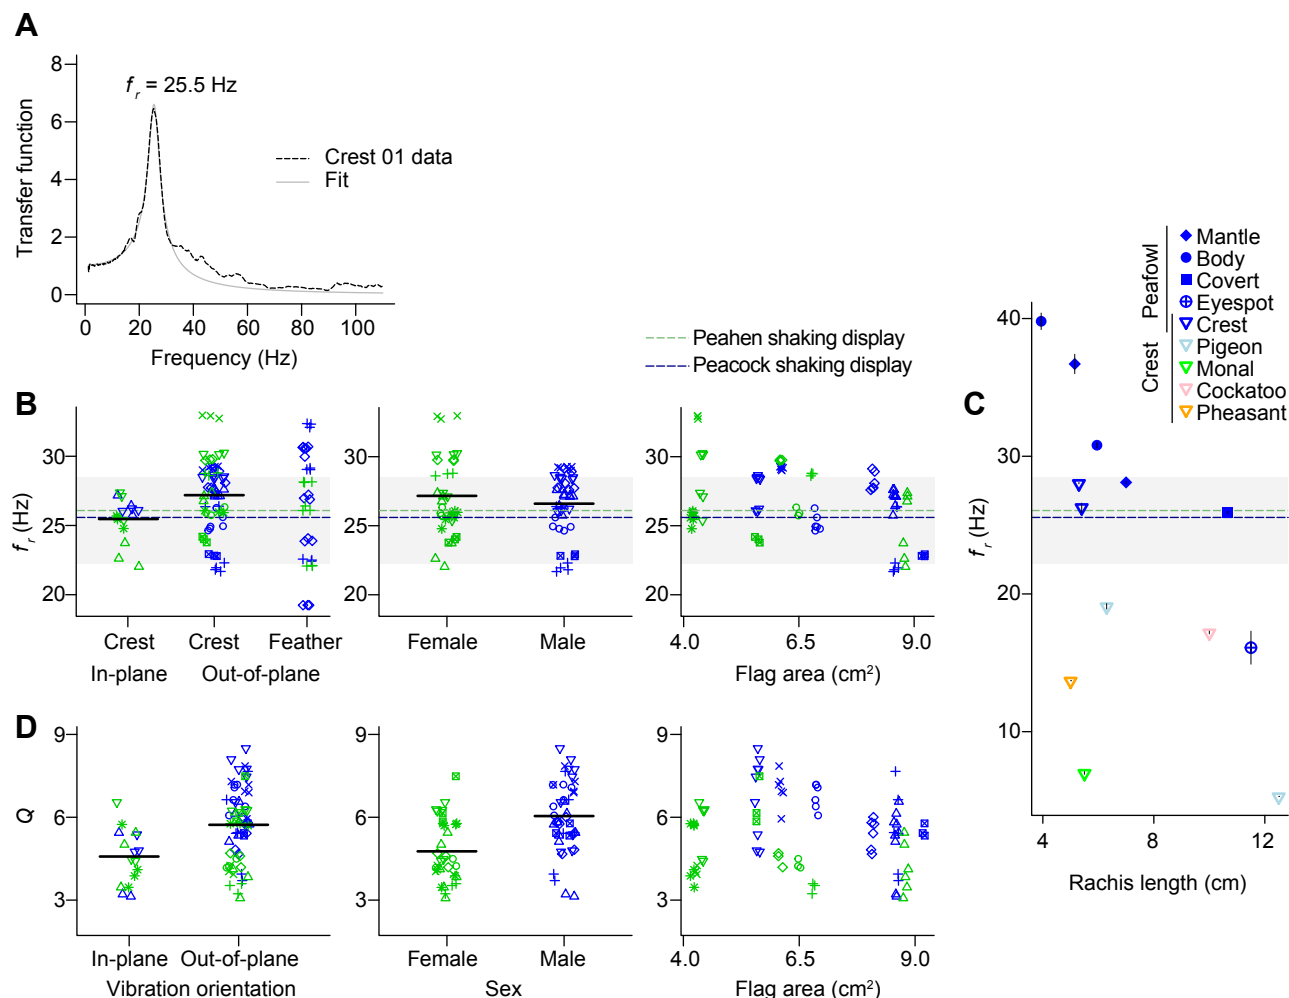 A
8
6
4
2
0
Transfer function
f r = 25.5 Hz
Crest 01 data
Fit
0 20 40 60 80 100
Frequency (Hz)
Peahen shaking display
Peacock shaking display
B
30
25
20
f r (Hz)
Crest Crest Feather
In-plane Out-of-plane
30
25
20
Female Male
30
25
20
4.0 6.5 9.0
Flag area (cm²)
C
Peafowl
Crest
Mantle
Body
Covert
Eyespot
Crest
Pigeon
Monal
Cockatoo
Pheasant
40
30
20
10
f r (Hz)
4 8 12
Rachis length (cm)
D
9
6
3
Q
In-plane Out-of-plane
Vibration orientation
9
6
3
Female Male
Sex
9
6
3
4.0 6.5 9.0
Flag area (cm²)